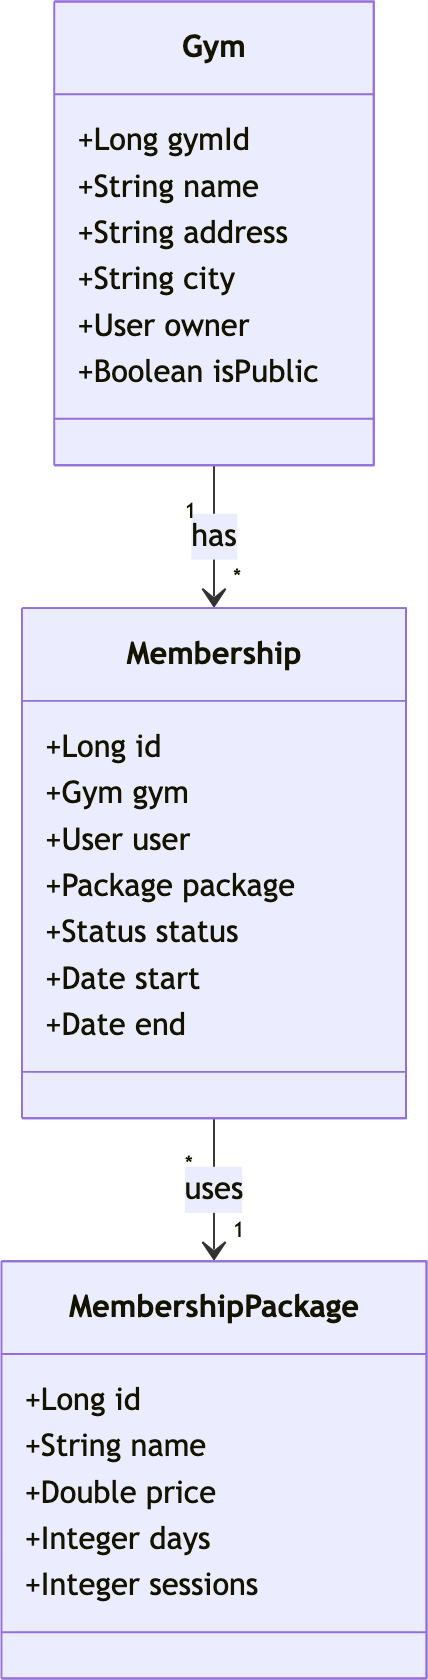 Gym
+Long gymId
+String name
+String address
+String city
+User owner
+Boolean isPublic
1
has
*
Membership
+Long id
+Gym gym
+User user
+Package package
+Status status
+Date start
+Date end
*
uses
1
MembershipPackage
+Long id
+String name
+Double price
+Integer days
+Integer sessions